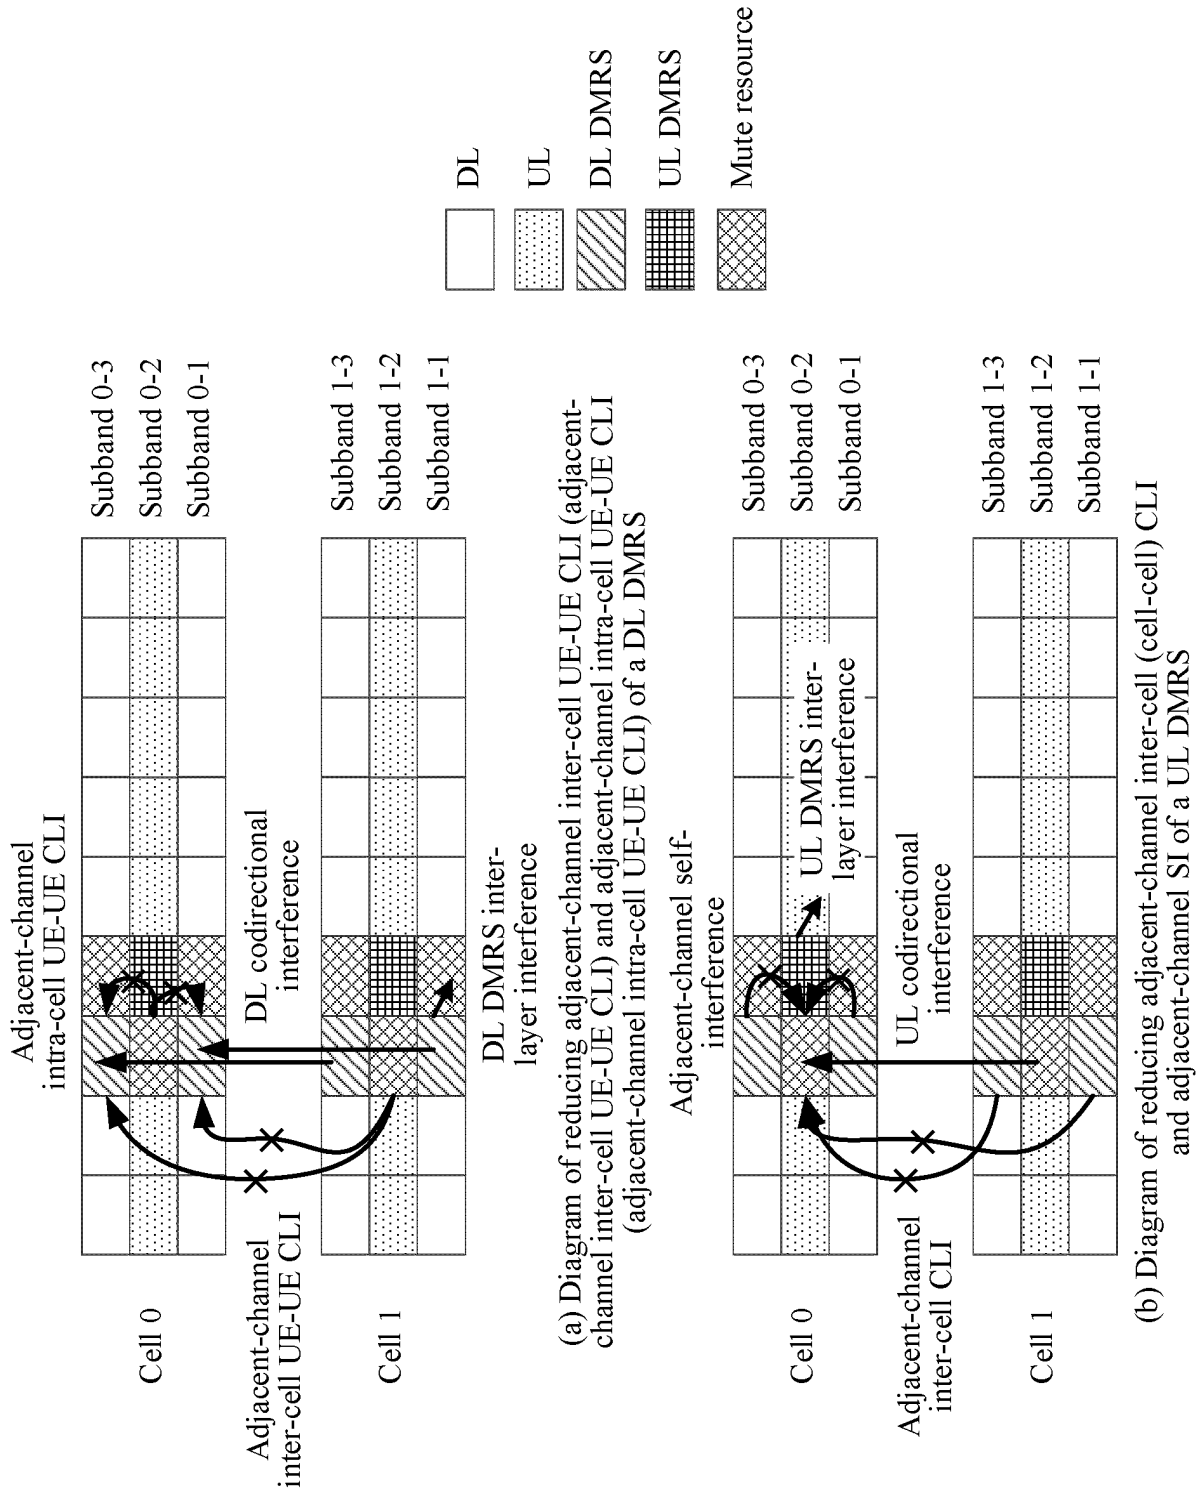 Adjacent-channel
intra-cell UE-UE CLI
Cell 0
Subband 0-3
Subband 0-2
Subband 0-1
Adjacent-channel
inter-cell UE-UE CLI
DL codirectional
interference
Cell 1
Subband 1-3
Subband 1-2
Subband 1-1
DL DMRS inter-
layer interference
(a) Diagram of reducing adjacent-channel inter-cell UE-UE CLI (adjacent-
channel inter-cell UE-UE CLI) and adjacent-channel intra-cell UE-UE CLI
(adjacent-channel intra-cell UE-UE CLI) of a DL DMRS
DL
UL
DL DMRS
UL DMRS
Mute resource
Adjacent-channel self-
interference
Cell 0
Subband 0-3
Subband 0-2
Subband 0-1
UL DMRS inter-
layer interference
Adjacent-channel
inter-cell CLI
UL codirectional
interference
Cell 1
Subband 1-3
Subband 1-2
Subband 1-1
(b) Diagram of reducing adjacent-channel inter-cell (cell-cell) CLI
and adjacent-channel SI of a UL DMRS